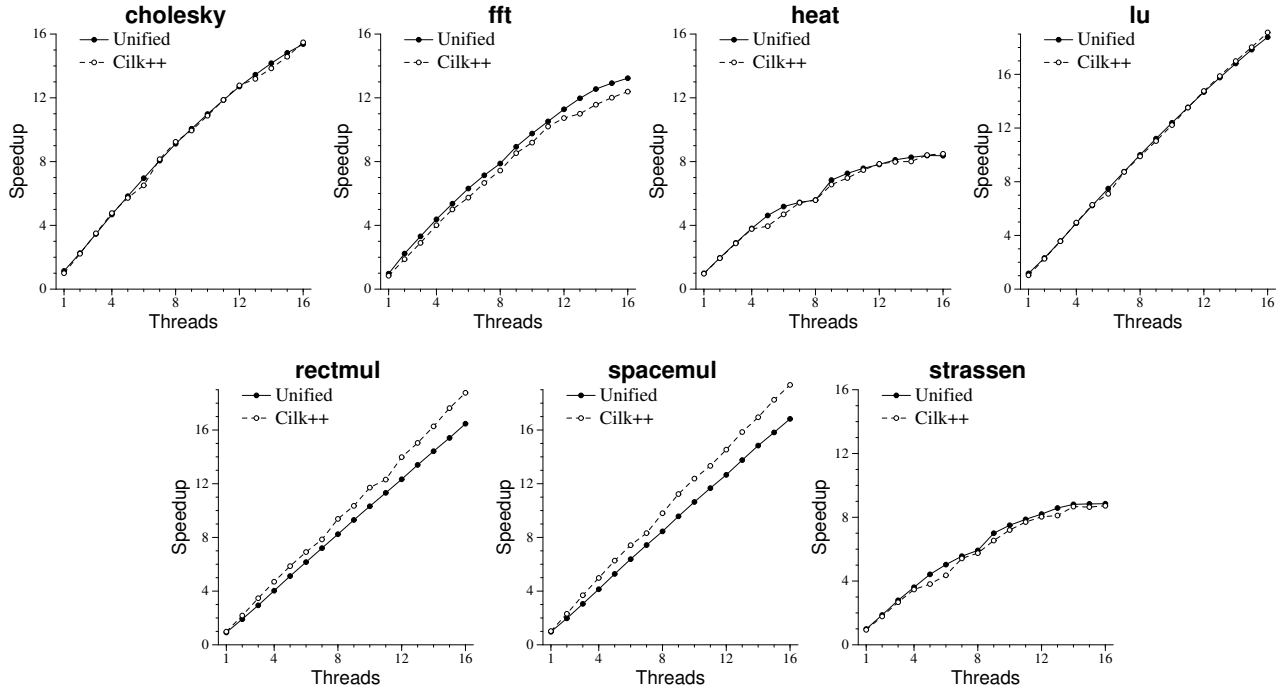 cholesky
Unified
Cilk++
16
12
8
4
0
Speedup
1 4 8 12 16
Threads
fft
Unified
Cilk++
16
12
8
4
0
Speedup
1 4 8 12 16
Threads
heat
Unified
Cilk++
16
12
8
4
0
Speedup
1 4 8 12 16
Threads
lu
Unified
Cilk++
16
12
8
4
0
Speedup
1 4 8 12 16
Threads
rectmul
Unified
Cilk++
16
12
8
4
0
Speedup
1 4 8 12 16
Threads
spacemul
Unified
Cilk++
16
12
8
4
0
Speedup
1 4 8 12 16
Threads
strassen
Unified
Cilk++
16
12
8
4
0
Speedup
1 4 8 12 16
Threads